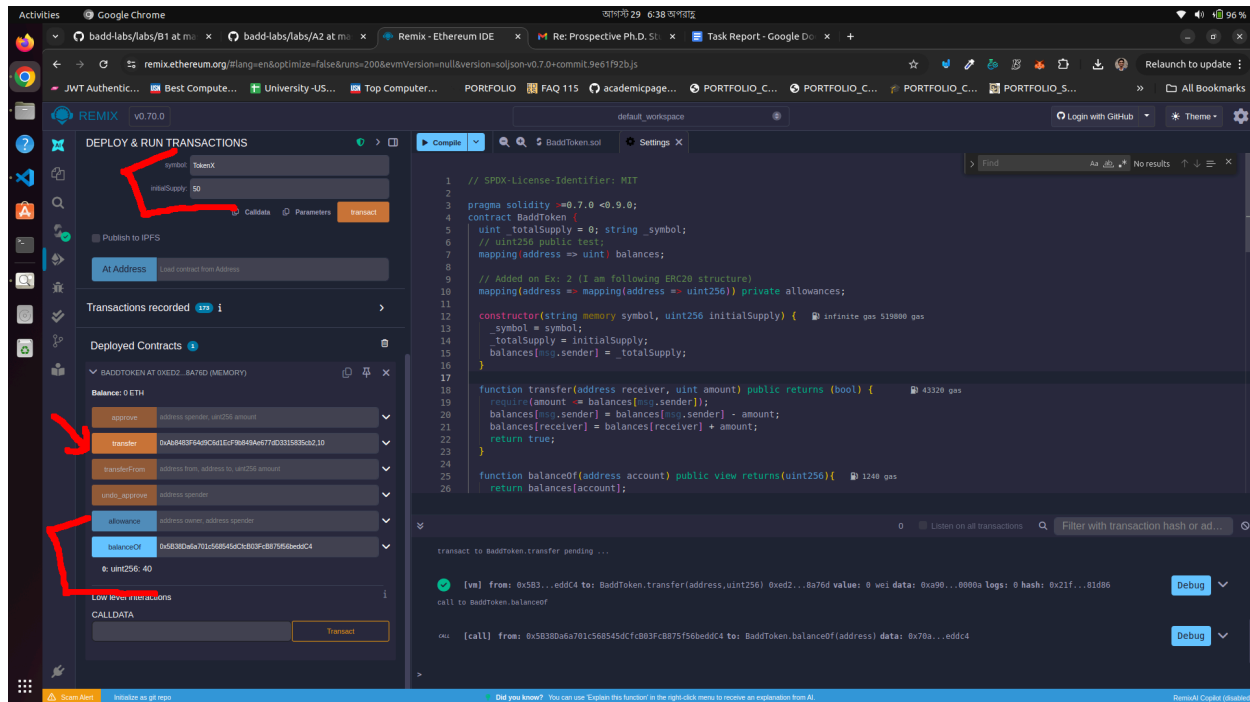 Activities
Google Chrome
আগস্ট 29 6:38 অপরাহ্ণ
96 %
badd-labs/labs/B1 at ma
badd-labs/labs/A2 at ma
Remix - Ethereum IDE
Re: Prospective Ph.D. St
Task Report - Google Do
remix.ethereum.org/#lang=en&optimize=false&runs=200&evmVersion=null&version=soljson-v0.7.0+commit.9e61f92b.js
Relaunch to update
JWT Authentic...
Best Compute...
University -US...
Top Computer...
PORtFOLIO
FAQ 115
academicpage...
PORTFOLIO_C...
PORTFOLIO_C...
PORTFOLIO_C...
PORTFOLIO_S...
»
All Bookmarks
REMIX
v0.70.0
default_workspace
Login with GitHub
Theme
DEPLOY & RUN TRANSACTIONS
symbol: TokenX
initialSupply: 50
Calldata
Parameters
transact
Publish to IPFS
At Address
Load contract from Address
Transactions recorded 173 i
Deployed Contracts 1
BADDTOKEN AT 0XED2...8A76D (MEMORY)
Balance: 0 ETH
approve address spender, uint256 amount
transfer 0xAb8483F64d9C6d1EcF9b849Ae677dD3315835cb2,10
transferFrom address from, address to, uint256 amount
undo_approve address spender
allowance address owner, address spender
balanceOf 0x5B38Da6a701c568545dCfcB03FcB875f56beddC4
0: uint256: 40
Low level interactions
i
CALLDATA
Transact
Compile
BaddToken.sol
Settings
Find
Aa ab .*
No results
1 // SPDX-License-Identifier: MIT
2
3 pragma solidity >=0.7.0 <0.9.0;
4 contract BaddToken {
5 uint _totalSupply = 0; string _symbol;
6 // uint256 public test;
7 mapping(address => uint) balances;
8
9 // Added on Ex: 2 (I am following ERC20 structure)
10 mapping(address => mapping(address => uint256)) private allowances;
11
12 constructor(string memory symbol, uint256 initialSupply) { infinite gas 519800 gas
13 _symbol = symbol;
14 _totalSupply = initialSupply;
15 balances[msg.sender] = _totalSupply;
16 }
17
18 function transfer(address receiver, uint amount) public returns (bool) { 43320 gas
19 require(amount <= balances[msg.sender]);
20 balances[msg.sender] = balances[msg.sender] - amount;
21 balances[receiver] = balances[receiver] + amount;
22 return true;
23 }
24
25 function balanceOf(address account) public view returns(uint256){ 1240 gas
26 return balances[account];
0
Listen on all transactions
Filter with transaction hash or ad...
transact to BaddToken.transfer pending ...
[vm] from: 0x5B3...eddC4 to: BaddToken.transfer(address,uint256) 0xed2...8a76d value: 0 wei data: 0xa90...0000a logs: 0 hash: 0x21f...81d86
Debug
call to BaddToken.balanceOf
CALL [call] from: 0x5B38Da6a701c568545dCfcB03FcB875f56beddC4 to: BaddToken.balanceOf(address) data: 0x70a...eddc4
Debug
>
Scam Alert
Initialize as git repo
Did you know? You can use 'Explain this function' in the right-click menu to receive an explanation from AI.
RemixAI Copilot (disabled